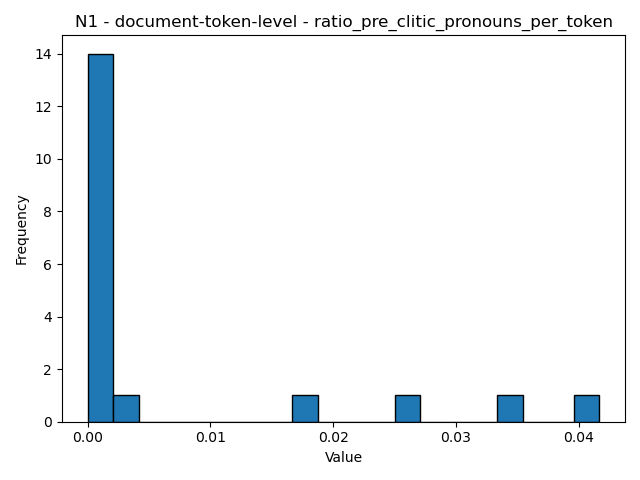 N1 - document-token-level - ratio_pre_clitic_pronouns_per_token
Frequency
14
12
10
8
6
4
2
0
0.00 0.01 0.02 0.03 0.04
Value